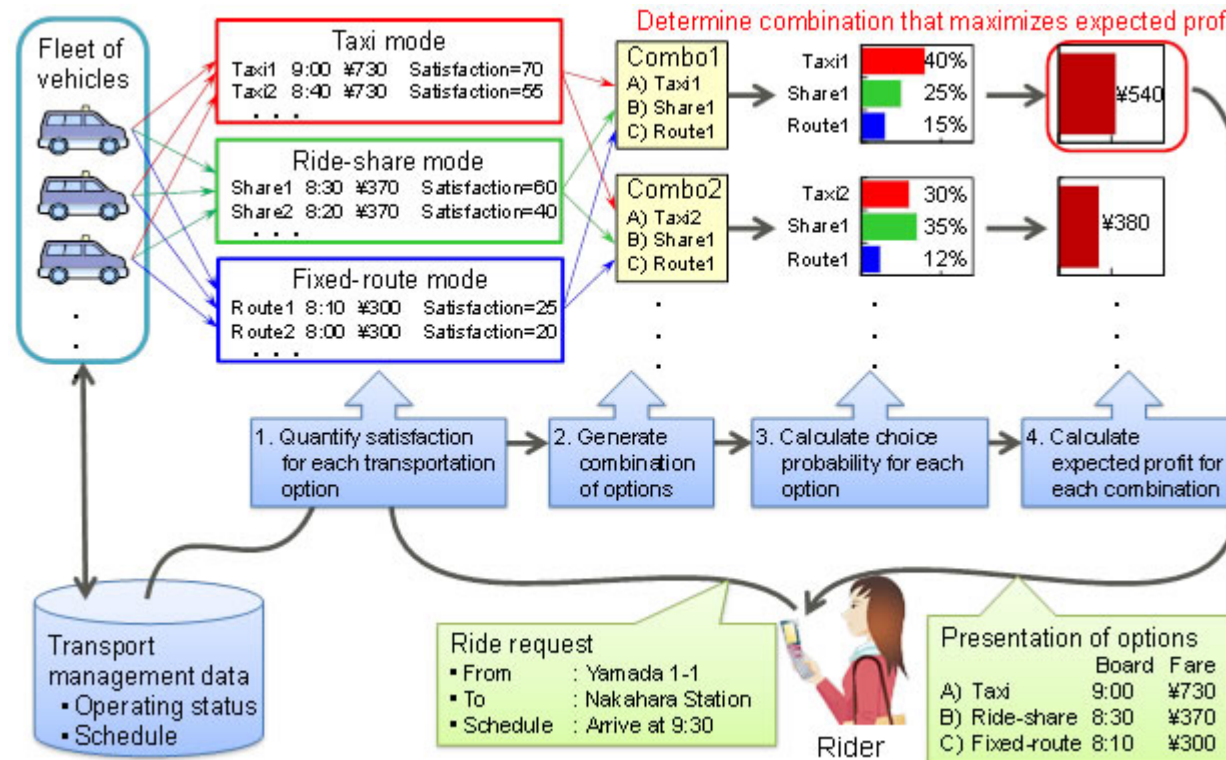 Determine combination that maximizes expected prof
Fleet of
vehicles
Taxi mode
Taxi1 9:00 ¥730 Satisfaction=70
Taxi2 8:40 ¥730 Satisfaction=55
. . .
Ride-share mode
Share1 8:30 ¥370 Satisfaction=60
Share2 8:20 ¥370 Satisfaction=40
. . .
Fixed-route mode
Route1 8:10 ¥300 Satisfaction=25
Route2 8:00 ¥300 Satisfaction=20
. . .
Combo1
A) Taxi1
B) Share1
C) Route1
Combo2
A) Taxi2
B) Share1
C) Route1
Taxi1 40%
Share1 25%
Route1 15%
¥540
Taxi2 30%
Share1 35%
Route1 12%
¥380
1. Quantify satisfaction
for each transportation
option
2. Generate
combination
of options
3. Calculate choice
probability for each
option
4. Calculate
expected profit for
each combination
Transport
management data
▪ Operating status
▪ Schedule
Ride request
▪ From : Yamada 1-1
▪ To : Nakahara Station
▪ Schedule : Arrive at 9:30
Rider
Presentation of options
Board Fare
A) Taxi 9:00 ¥730
B) Ride-share 8:30 ¥370
C) Fixed-route 8:10 ¥300